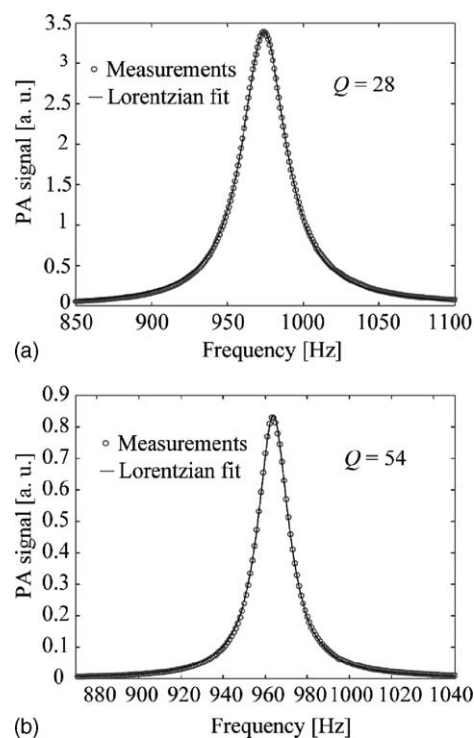 3.5
3
○ Measurements
Q = 28
2.5
— Lorentzian fit
2
PA signal [a. u.]
1.5
1
0.5
0
850 900 950 1000 1050 1100
(a)
Frequency [Hz]
0.9
0.8
○ Measurements
Q = 54
0.7
— Lorentzian fit
0.6
0.5
PA signal [a. u.]
0.4
0.3
0.2
0.1
0
880 900 920 940 960 980 1000 1020 1040
(b)
Frequency [Hz]